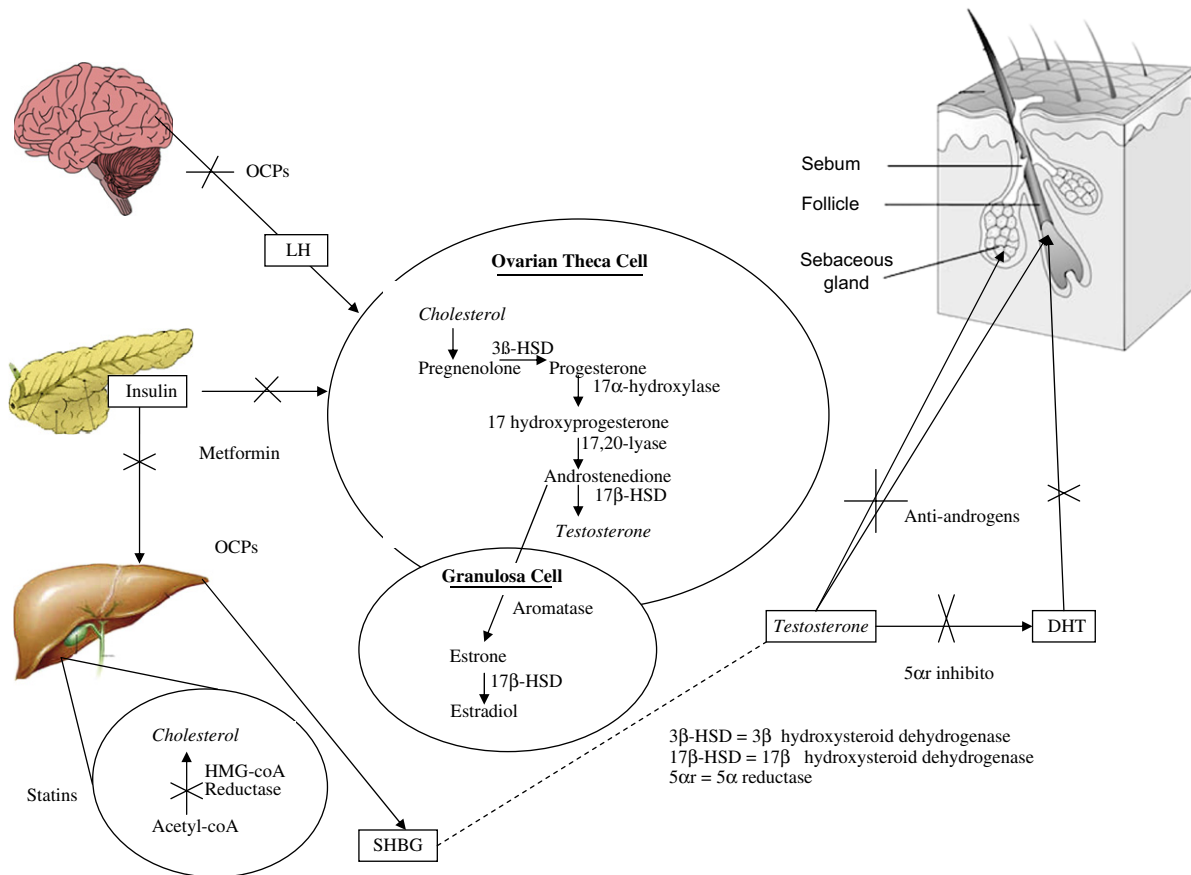 OCPs
LH
Sebum
Follicle
Sebaceous
gland
Ovarian Theca Cell
Cholesterol
3ß-HSD
Pregnenolone
Progesterone
17α-hydroxylase
17 hydroxyprogesterone
17,20-lyase
Androstenedione
17β-HSD
Testosterone
Insulin
Metformin
OCPs
Granulosa Cell
Aromatase
Estrone
17β-HSD
Estradiol
Anti-androgens
Testosterone
DHT
5αr inhibito
Cholesterol
HMG-coA
Reductase
Statins
Acetyl-coA
SHBG
3β-HSD = 3β hydroxysteroid dehydrogenase
17β-HSD = 17β hydroxysteroid dehydrogenase
5αr = 5α reductase